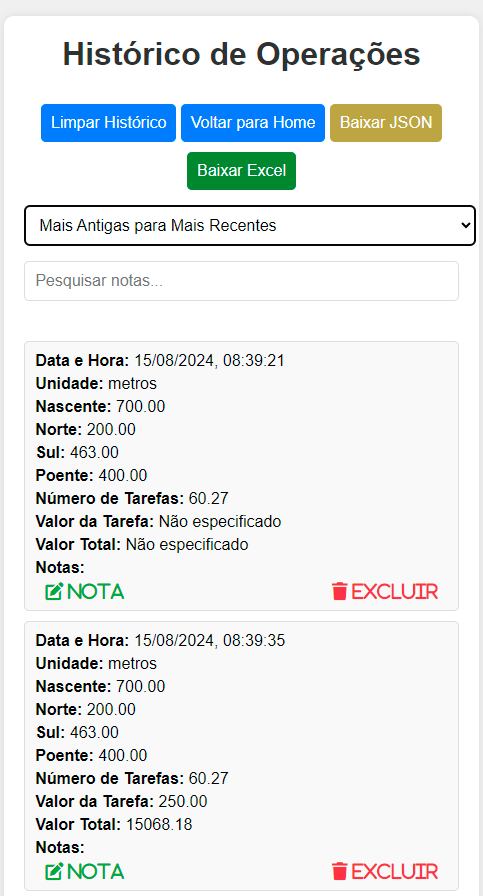 Histórico de Operações
Limpar Histórico Voltar para Home Baixar JSON
Baixar Excel
Mais Antigas para Mais Recentes
Pesquisar notas...
Data e Hora: 15/08/2024, 08:39:21
Unidade: metros
Nascente: 700.00
Norte: 200.00
Sul: 463.00
Poente: 400.00
Número de Tarefas: 60.27
Valor da Tarefa: Não especificado
Valor Total: Não especificado
Notas:
NOTA EXCLUIR
Data e Hora: 15/08/2024, 08:39:35
Unidade: metros
Nascente: 700.00
Norte: 200.00
Sul: 463.00
Poente: 400.00
Número de Tarefas: 60.27
Valor da Tarefa: 250.00
Valor Total: 15068.18
Notas:
NOTA EXCLUIR